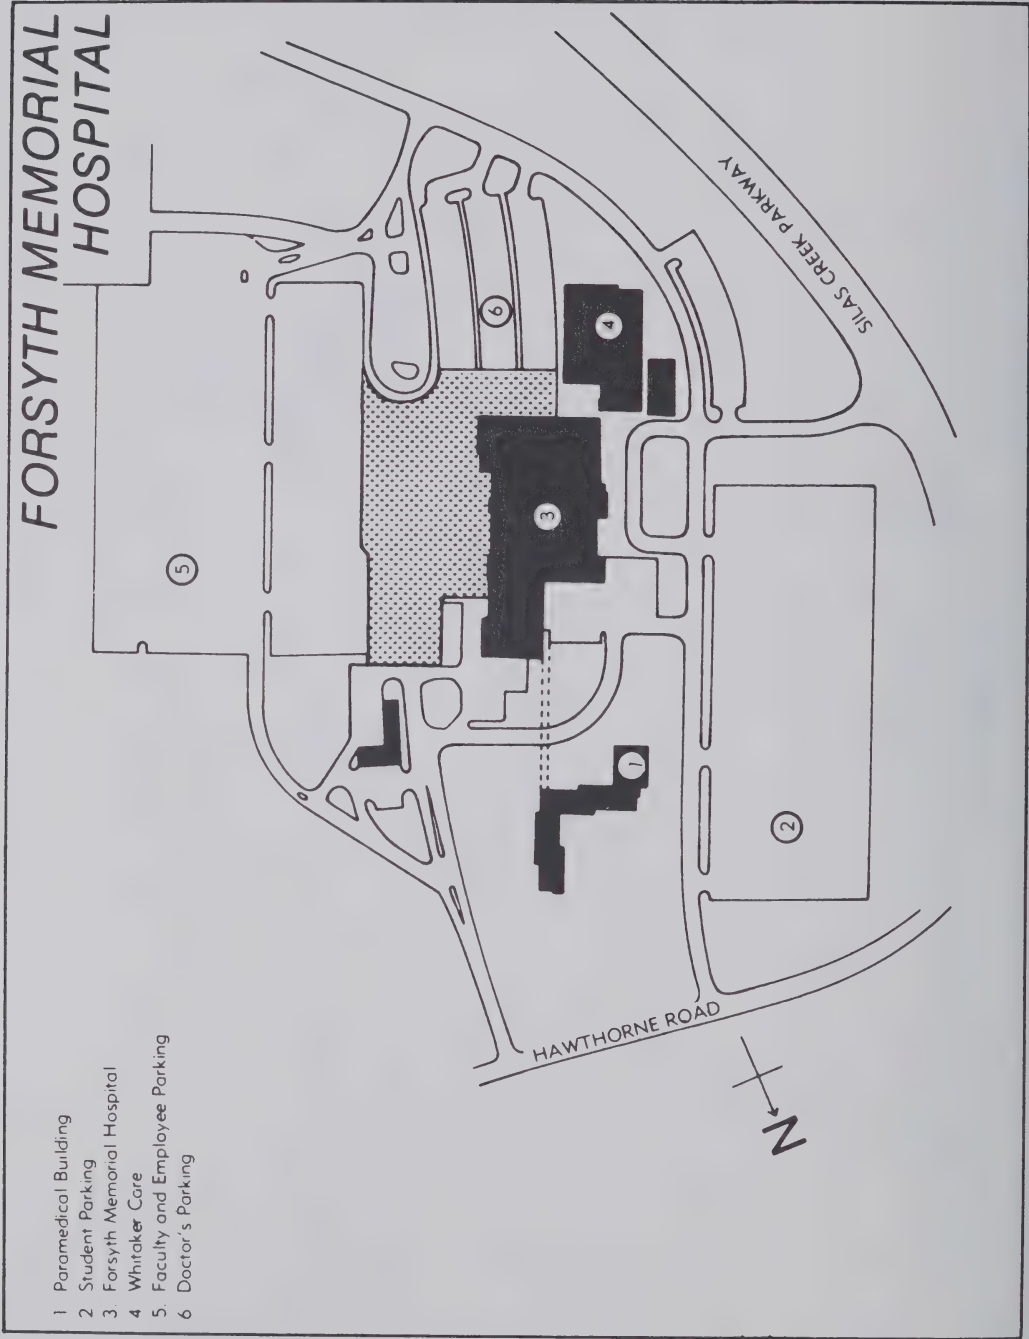 FORSYTH MEMORIAL
HOSPITAL
1 Paramedical Building
2 Student Parking
3. Forsyth Memorial Hospital
4 Whitaker Care
5. Faculty and Employee Parking
6 Doctor's Parking
5
6
4
3
1
2
SILAS CREEK PARKWAY
HAWTHORNE ROAD
N